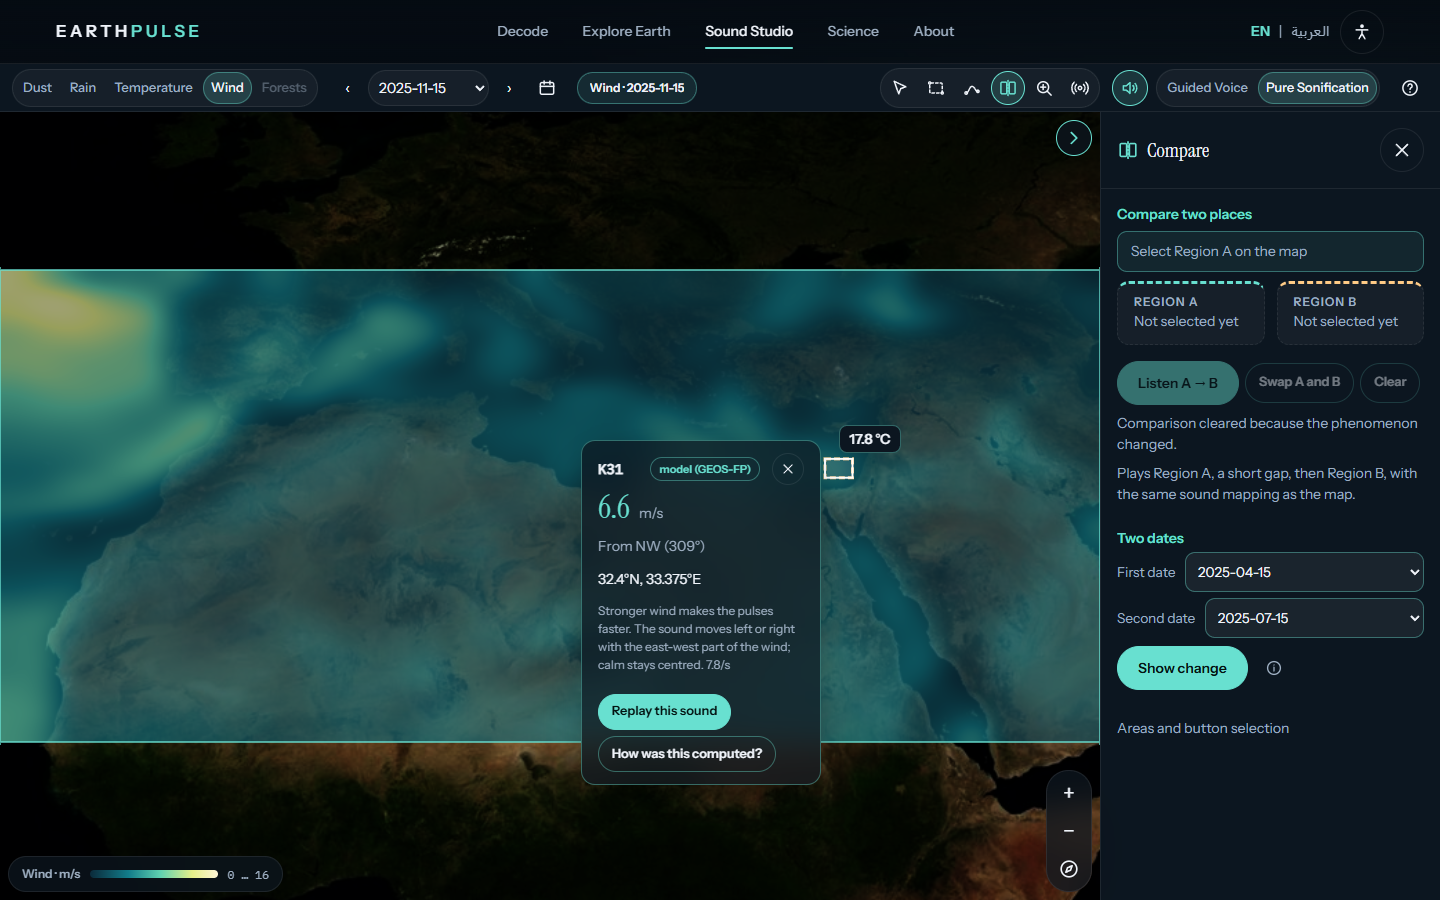 EARTHPULSE
Decode Explore Earth Sound Studio Science About
EN | العربية
Dust Rain Temperature Wind Forests
‹ 2025-11-15 ›
Wind · 2025-11-15
Guided Voice Pure Sonification
17.8 °C
K31 model (GEOS-FP)
6.6 m/s
From NW (309°)
32.4°N, 33.375°E
Stronger wind makes the pulses
faster. The sound moves left or right
with the east-west part of the wind;
calm stays centred. 7.8/s
Replay this sound
How was this computed?
Wind · m/s 0 … 16
Compare
Compare two places
Select Region A on the map
REGION A
Not selected yet
REGION B
Not selected yet
Listen A → B Swap A and B Clear
Comparison cleared because the phenomenon
changed.
Plays Region A, a short gap, then Region B, with
the same sound mapping as the map.
Two dates
First date 2025-04-15
Second date 2025-07-15
Show change
Areas and button selection